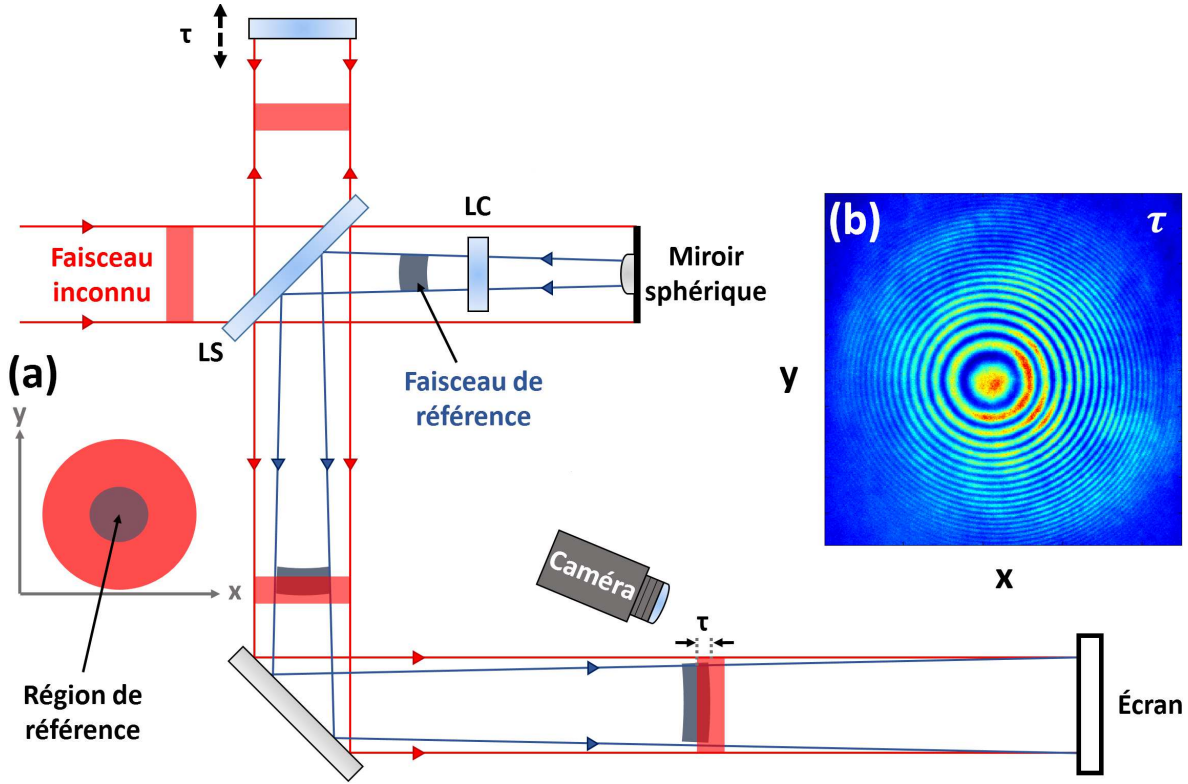 τ
LC
Faisceau
inconnu
Miroir
sphérique
LS
Faisceau de
référence
(a)
y
x
Région de
référence
Caméra
τ
Écran
(b)
τ
y
x